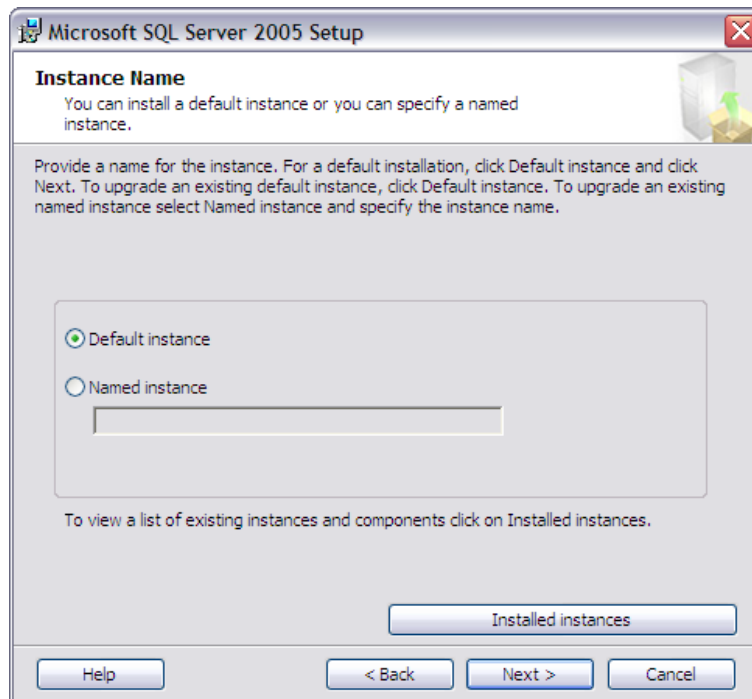 Microsoft SQL Server 2005 Setup
Instance Name
You can install a default instance or you can specify a named
instance.
Provide a name for the instance. For a default installation, click Default instance and click
Next. To upgrade an existing default instance, click Default instance. To upgrade an existing
named instance select Named instance and specify the instance name.
Default instance
Named instance
To view a list of existing instances and components click on Installed instances.
Installed instances
Help
< Back
Next >
Cancel